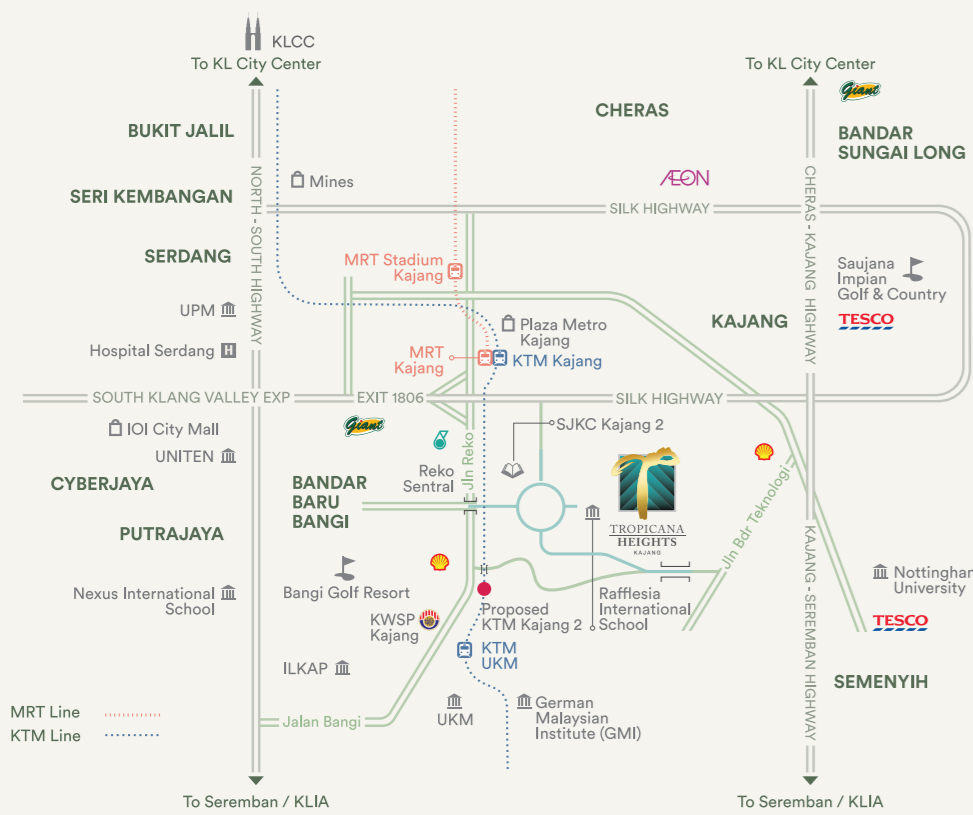 KLCC
To KL City Center
To KL City Center
Giant
CHERAS
BUKIT JALIL
BANDAR
SUNGAI LONG
Mines
AEON
SERI KEMBANGAN
NORTH - SOUTH HIGHWAY
CHERAS - KAJANG HIGHWAY
SILK HIGHWAY
SERDANG
MRT Stadium
Kajang
Saujana
Impian
Golf & Country
UPM
TESCO
KAJANG
Plaza Metro
Kajang
Hospital Serdang
MRT
Kajang
KTM Kajang
SOUTH KLANG VALLEY EXP
EXIT 1806
SILK HIGHWAY
Giant
IOI City Mall
SJKC Kajang 2
UNITEN
Reko
Sentral
Jln Reko
CYBERJAYA
BANDAR
BARU
BANGI
TROPICANA
HEIGHTS
KAJANG
Jln Bdr Teknologi
PUTRAJAYA
KAJANG - SEREMBAN HIGHWAY
Nexus International
School
Bangi Golf Resort
Proposed
KTM Kajang 2
Rafflesia
International
School
Nottingham
University
TESCO
KWSP
Kajang
KTM
UKM
ILKAP
SEMENYIH
UKM
German
Malaysian
Institute (GMI)
Jalan Bangi
MRT Line
KTM Line
To Seremban / KLIA
To Seremban / KLIA